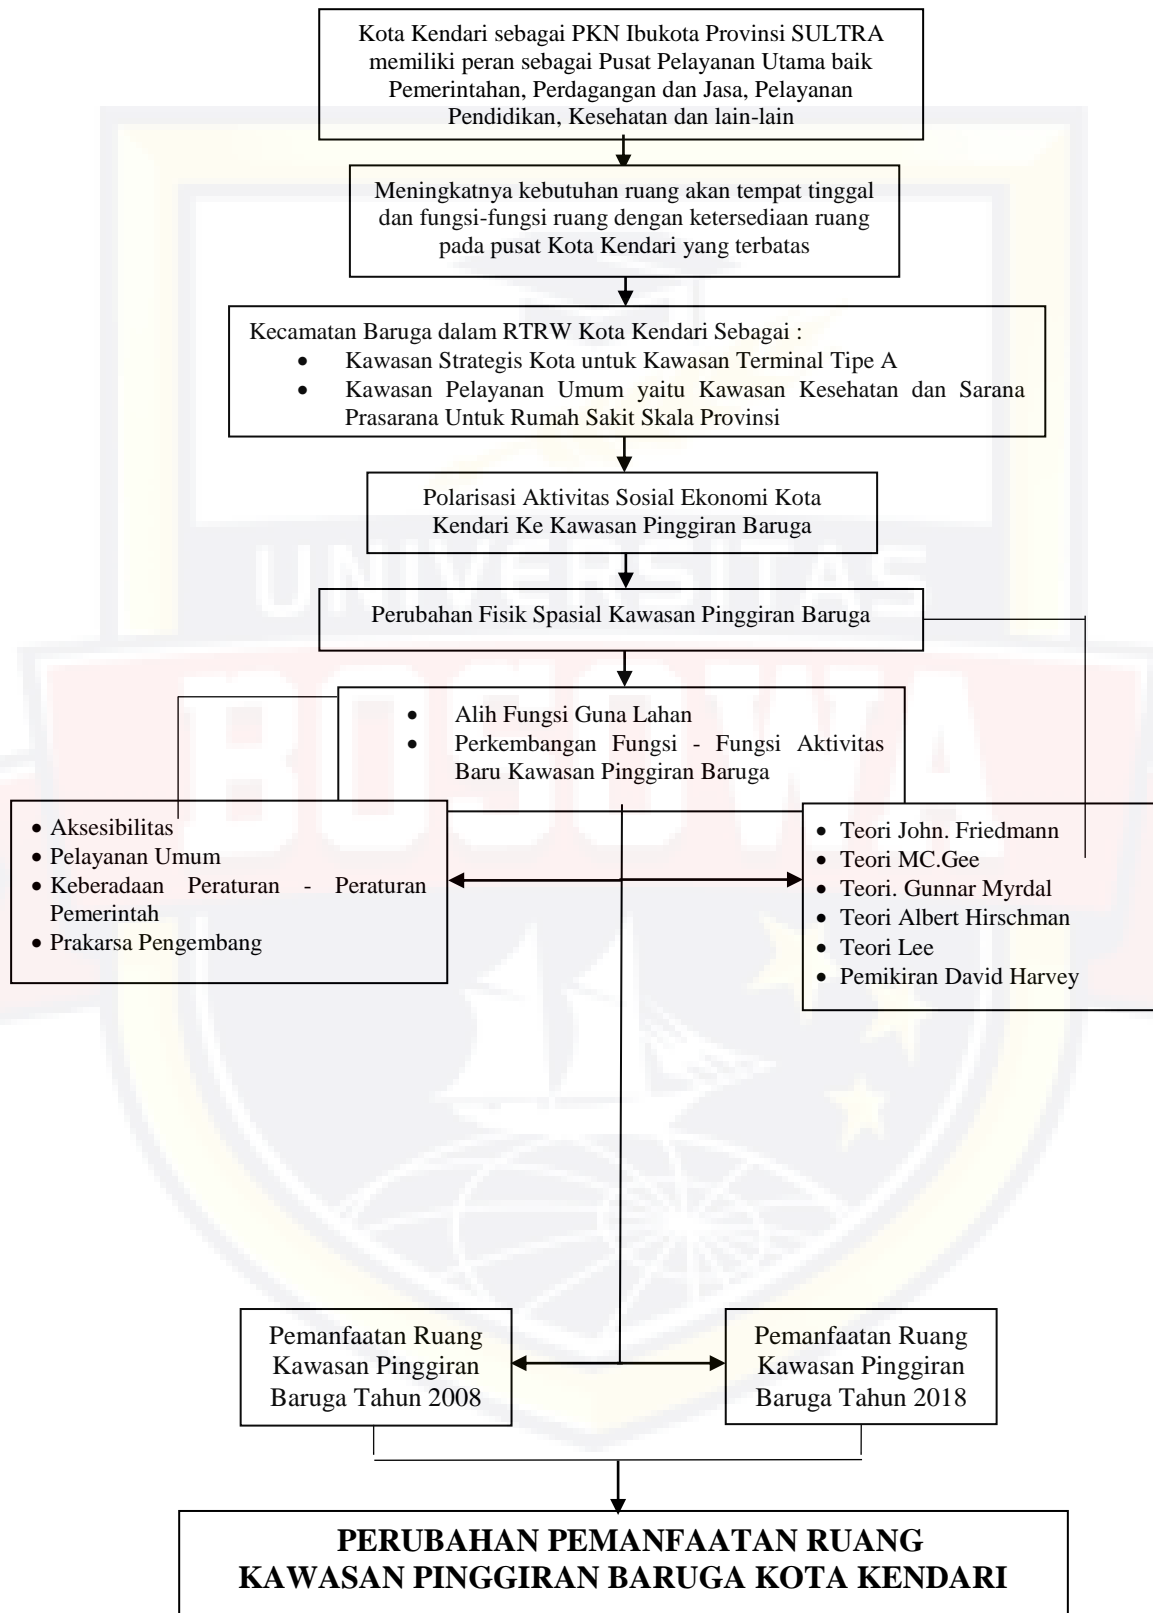 Kota Kendari sebagai PKN Ibukota Provinsi SULTRA
memiliki peran sebagai Pusat Pelayanan Utama baik
Pemerintahan, Perdagangan dan Jasa, Pelayanan
Pendidikan, Kesehatan dan lain-lain
Meningkatnya kebutuhan ruang akan tempat tinggal
dan fungsi-fungsi ruang dengan ketersediaan ruang
pada pusat Kota Kendari yang terbatas
Kecamatan Baruga dalam RTRW Kota Kendari Sebagai :
• Kawasan Strategis Kota untuk Kawasan Terminal Tipe A
• Kawasan Pelayanan Umum yaitu Kawasan Kesehatan dan Sarana
Prasarana Untuk Rumah Sakit Skala Provinsi
Polarisasi Aktivitas Sosial Ekonomi Kota
Kendari Ke Kawasan Pinggiran Baruga
UNIVERSITAS
Perubahan Fisik Spasial Kawasan Pinggiran Baruga
BOSOWA
• Alih Fungsi Guna Lahan
• Perkembangan Fungsi - Fungsi Aktivitas
Baru Kawasan Pinggiran Baruga
• Aksesibilitas
• Pelayanan Umum
• Keberadaan Peraturan - Peraturan
Pemerintah
• Prakarsa Pengembang
• Teori John. Friedmann
• Teori MC.Gee
• Teori. Gunnar Myrdal
• Teori Albert Hirschman
• Teori Lee
• Pemikiran David Harvey
Pemanfaatan Ruang
Kawasan Pinggiran
Baruga Tahun 2008
Pemanfaatan Ruang
Kawasan Pinggiran
Baruga Tahun 2018
PERUBAHAN PEMANFAATAN RUANG
KAWASAN PINGGIRAN BARUGA KOTA KENDARI